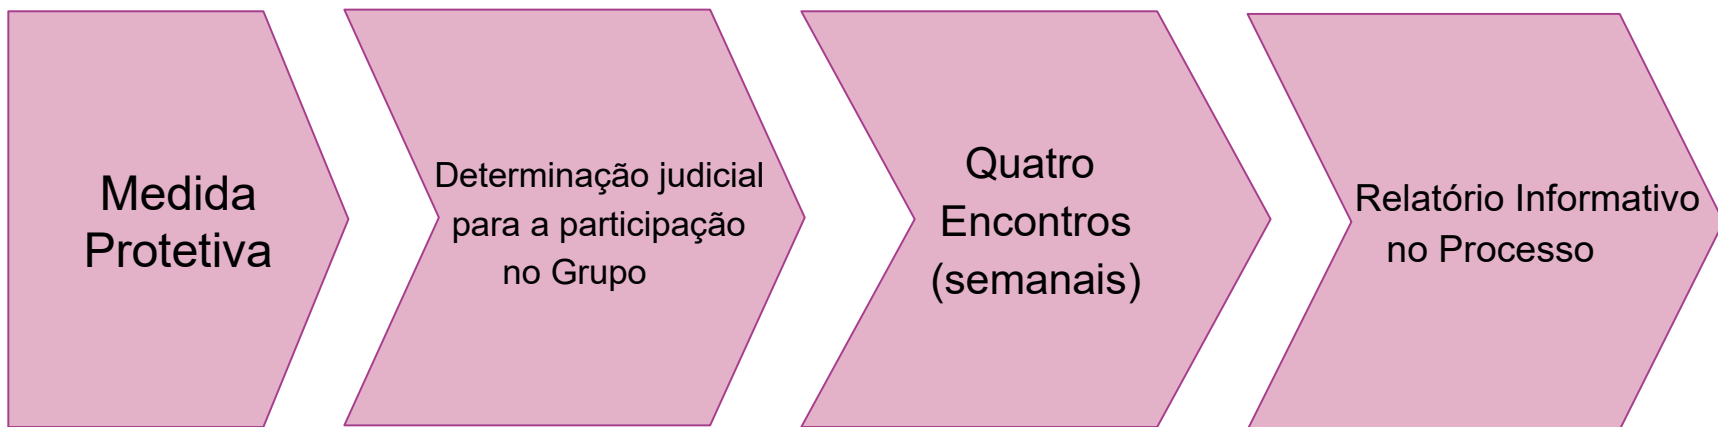 Medida
Protetiva
Determinação judicial
para a participação
no Grupo
Quatro
Encontros
(semanais)
Relatório Informativo
no Processo